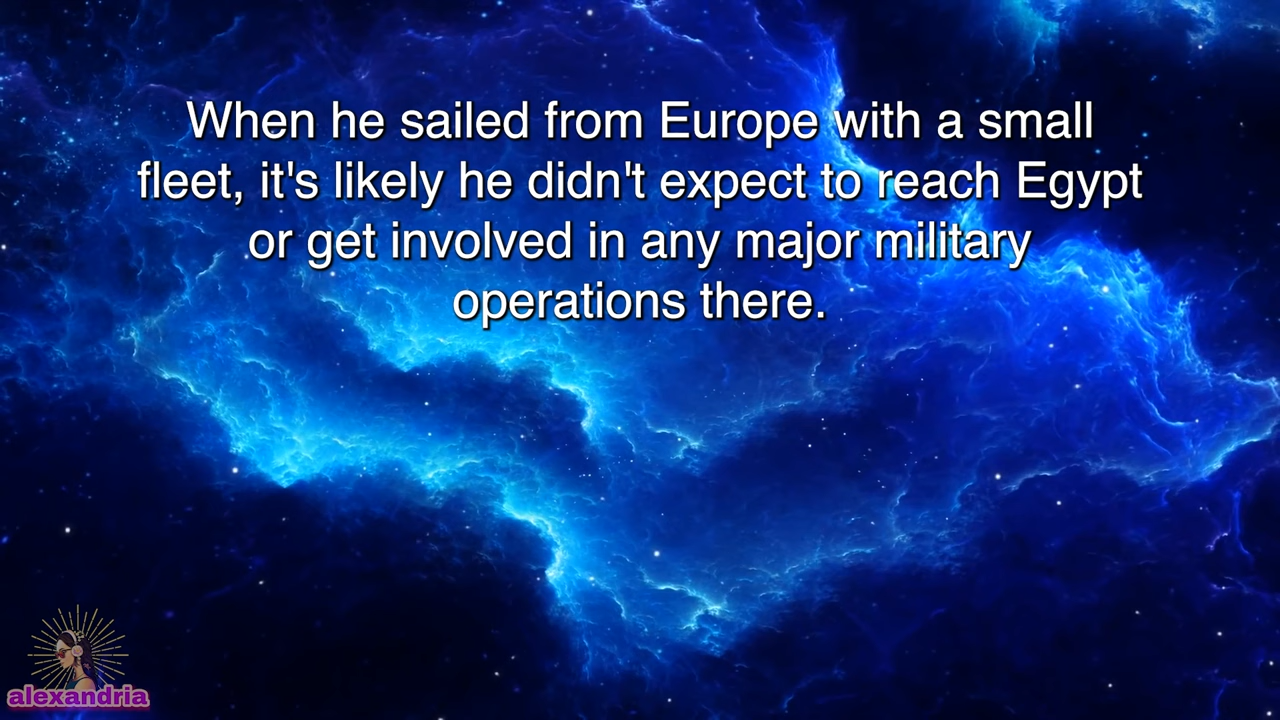 When he sailed from Europe with a small
fleet, it's likely he didn't expect to reach Egypt
or get involved in any major military
operations there.
alexandria